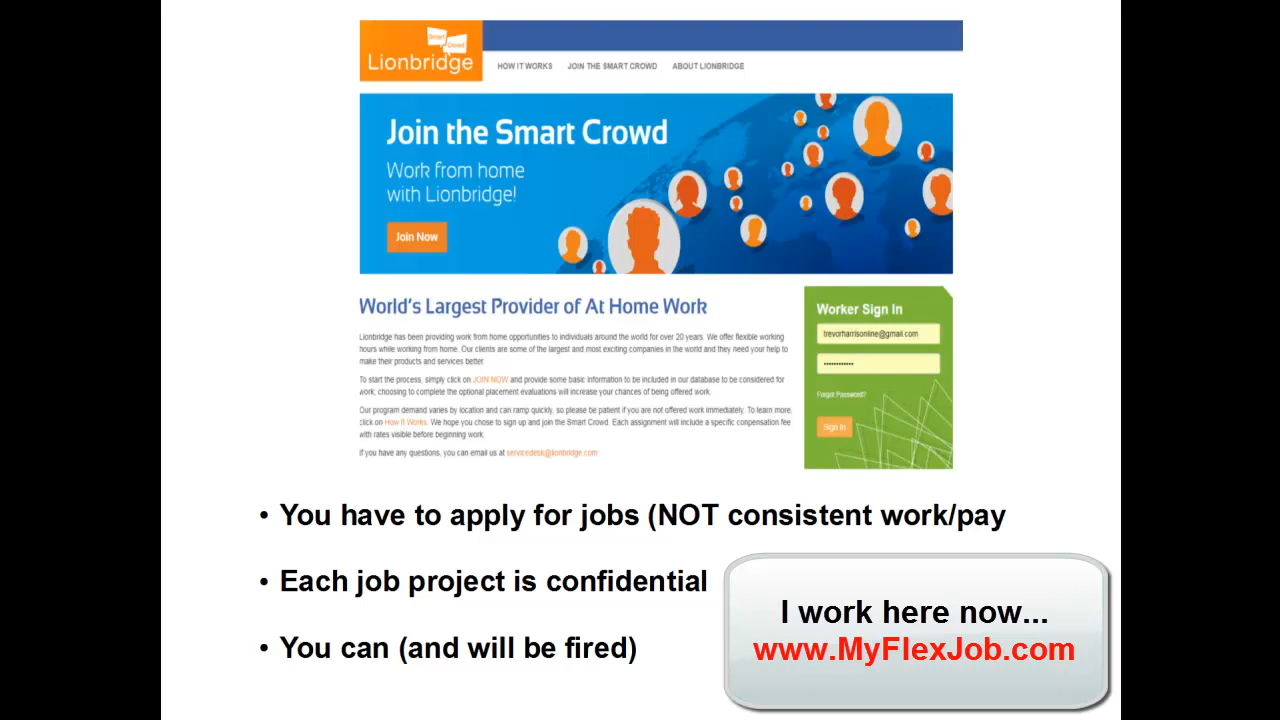 Smart
Crowd
Lionbridge
HOW IT WORKS JOIN THE SMART CROWD ABOUT LIONBRIDGE
Join the Smart Crowd
Work from home
with Lionbridge!
Join Now
World's Largest Provider of At Home Work
Lionbridge has been providing work from home opportunities to individuals around the world for over 20 years. We offer flexible working
hours while working from home. Our clients are some of the largest and most exciting companies in the world and they need your help to
make their products and services better.
To start the process, simply click on JOIN NOW and provide some basic information to be included in our database to be considered for
work; choosing to complete the optional placement evaluations will increase your chances of being offered work.
Our program demand varies by location and can ramp quickly, so please be patient if you are not offered work immediately. To learn more,
click on How It Works. We hope you chose to sign up and join the Smart Crowd. Each assignment will include a specific compensation fee
with rates visible before beginning work.
If you have any questions, you can email us at servicedesk@lionbridge.com
Worker Sign In
trevorharrisonline@gmail.com
••••••••••••
Forgot Password?
Sign In
• You have to apply for jobs (NOT consistent work/pay
• Each job project is confidential
• You can (and will be fired)
I work here now...
www.MyFlexJob.com